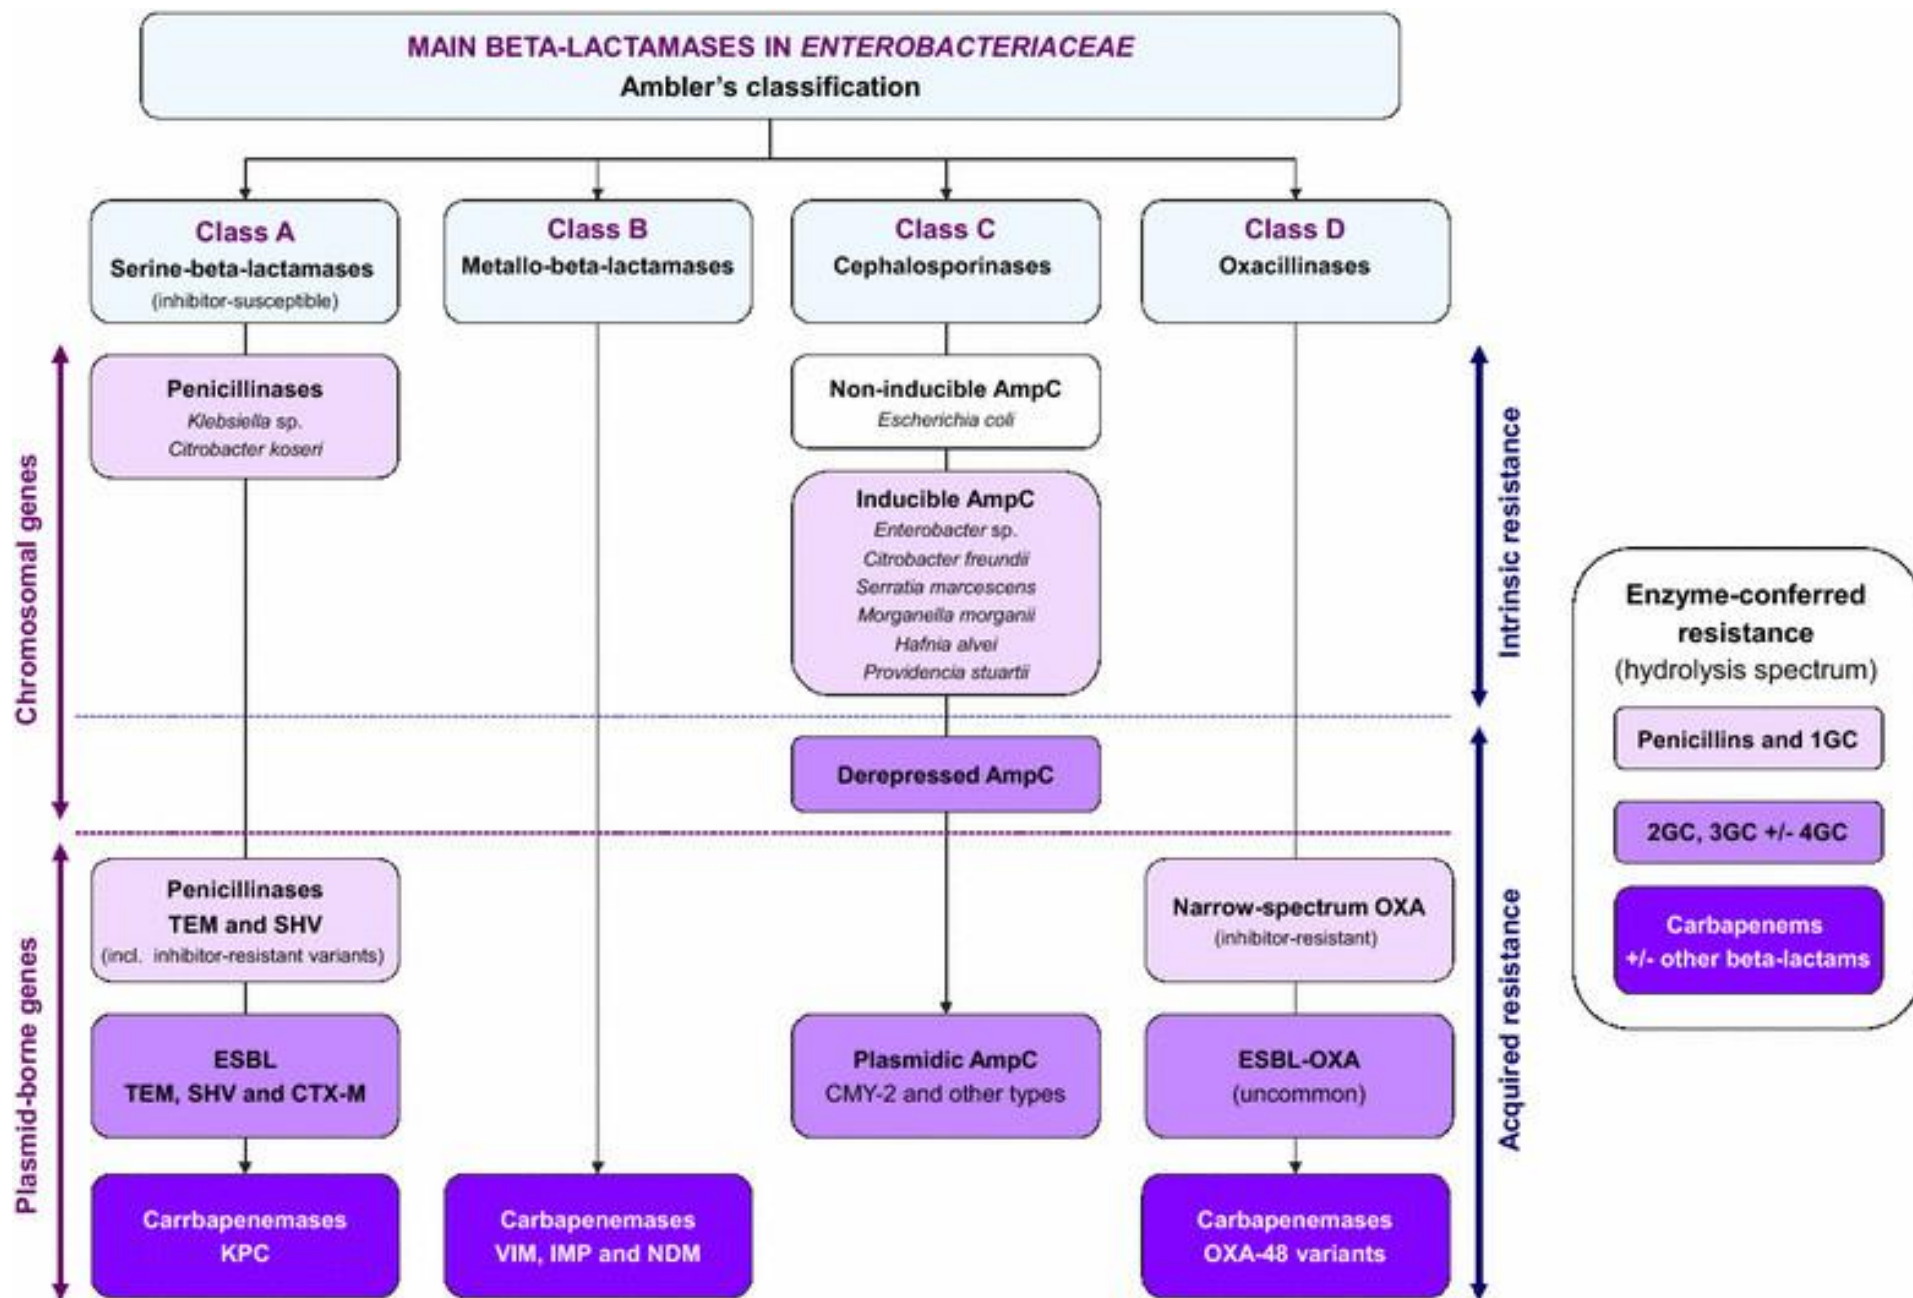 MAIN BETA-LACTAMASES IN ENTEROBACTERIACEAE
Ambler's classification
Class A
Serine-beta-lactamases
(inhibitor-susceptible)
Class B
Metallo-beta-lactamases
Class C
Cephalosporinases
Class D
Oxacillinases
Chromosomal genes
Plasmid-borne genes
Penicillinases
Klebsiella sp.
Citrobacter koseri
Non-inducible AmpC
Escherichia coli
Inducible AmpC
Enterobacter sp.
Citrobacter freundii
Serratia marcescens
Morganella morganii
Hafnia alvei
Providencia stuartii
Derepressed AmpC
Penicillinases
TEM and SHV
(incl. inhibitor-resistant variants)
Narrow-spectrum OXA
(inhibitor-resistant)
ESBL
TEM, SHV and CTX-M
Plasmidic AmpC
CMY-2 and other types
ESBL-OXA
(uncommon)
Carrbapenemases
KPC
Carbapenemases
VIM, IMP and NDM
Carbapenemases
OXA-48 variants
Intrinsic resistance
Acquired resistance
Enzyme-conferred
resistance
(hydrolysis spectrum)
Penicillins and 1GC
2GC, 3GC +/- 4GC
Carbapenems
+/- other beta-lactams